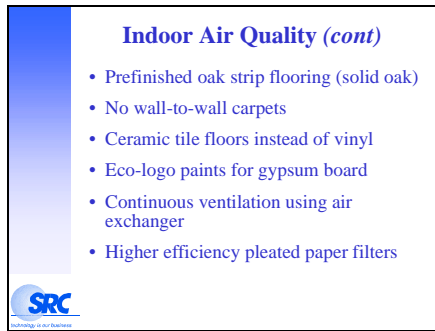 Indoor Air Quality (cont)
• Prefinished oak strip flooring (solid oak)
• No wall-to-wall carpets
• Ceramic tile floors instead of vinyl
• Eco-logo paints for gypsum board
• Continuous ventilation using air
exchanger
• Higher efficiency pleated paper filters
SRC
technology is our business